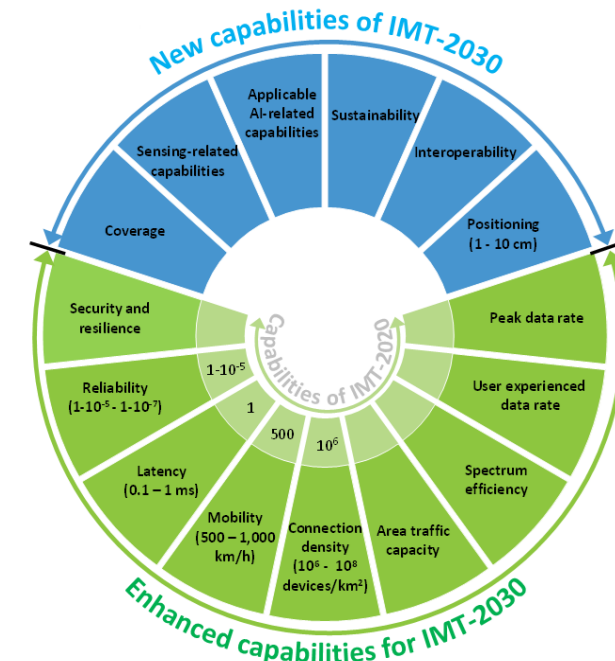 New capabilities of IMT-2030
Coverage
Sensing-related
capabilities
Applicable
AI-related
capabilities
Sustainability
Interoperability
Positioning
(1 - 10 cm)
Security and
resilience
Reliability
(1-10⁻⁵ - 1-10⁻⁷)
Latency
(0.1 – 1 ms)
Mobility
(500 – 1,000
km/h)
Connection
density
(10⁶ - 10⁸
devices/km²)
Area traffic
capacity
Spectrum
efficiency
User experienced
data rate
Peak data rate
Capabilities of IMT-2020
1-10⁻⁵
1
500
10⁶
Enhanced capabilities for IMT-2030